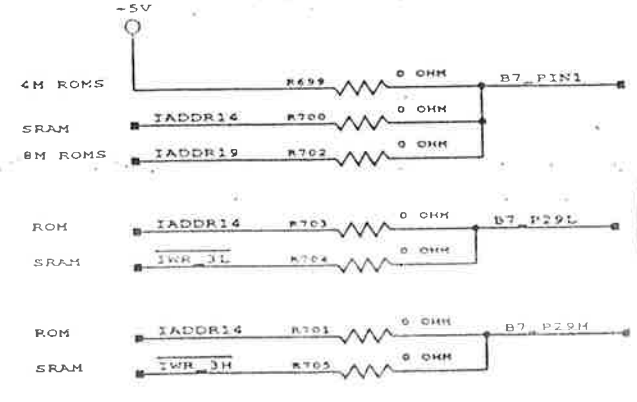 +5V
4M ROMS R699 0 OHM B7_PIN1
SRAM IADDR14 R700 0 OHM
8M ROMS IADDR19 R702 0 OHM
ROM IADDR14 R703 0 OHM B7_P29L
SRAM IWR_3L R704 0 OHM
ROM IADDR14 R701 0 OHM B7_P29H
SRAM IWR_3H R705 0 OHM